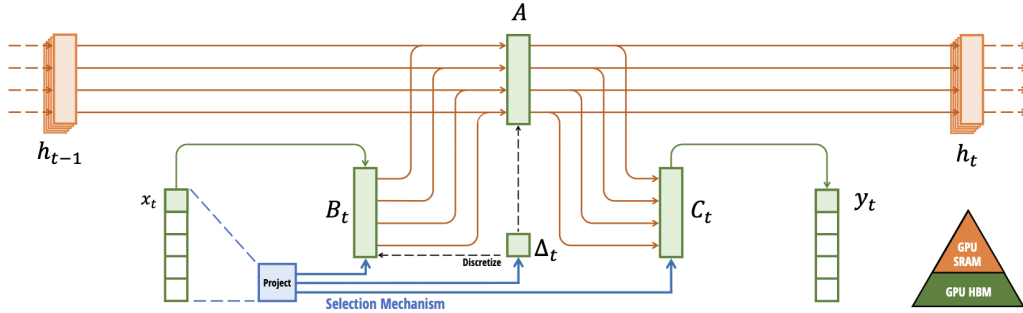 A
h_{t-1}
h_t
x_t
B_t
C_t
y_t
Δ_t
Discretize
Project
Selection Mechanism
GPU
SRAM
GPU HBM